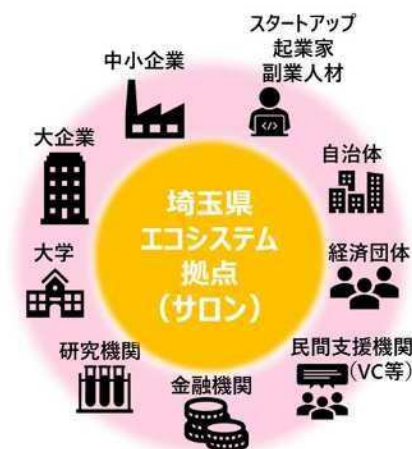 スタートアップ
起業家
副業人材
中小企業
大企業
自治体
埼玉県
エコシステム
拠点
（サロン）
大学
経済団体
研究機関
民間支援機関
(VC等)
金融機関